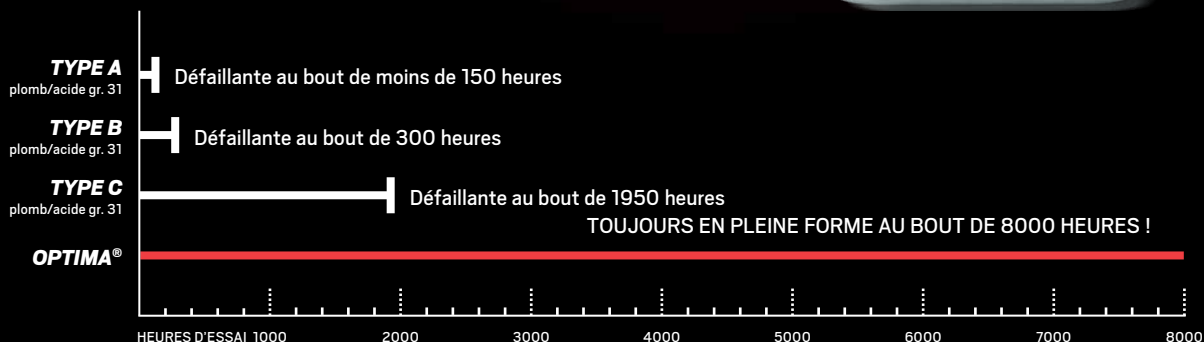 TYPE A
plomb/acide gr. 31
Défaillante au bout de moins de 150 heures
TYPE B
plomb/acide gr. 31
Défaillante au bout de 300 heures
TYPE C
plomb/acide gr. 31
Défaillante au bout de 1950 heures
TOUJOURS EN PLEINE FORME AU BOUT DE 8000 HEURES !
OPTIMA®
HEURES D'ESSAI 1000 2000 3000 4000 5000 6000 7000 8000